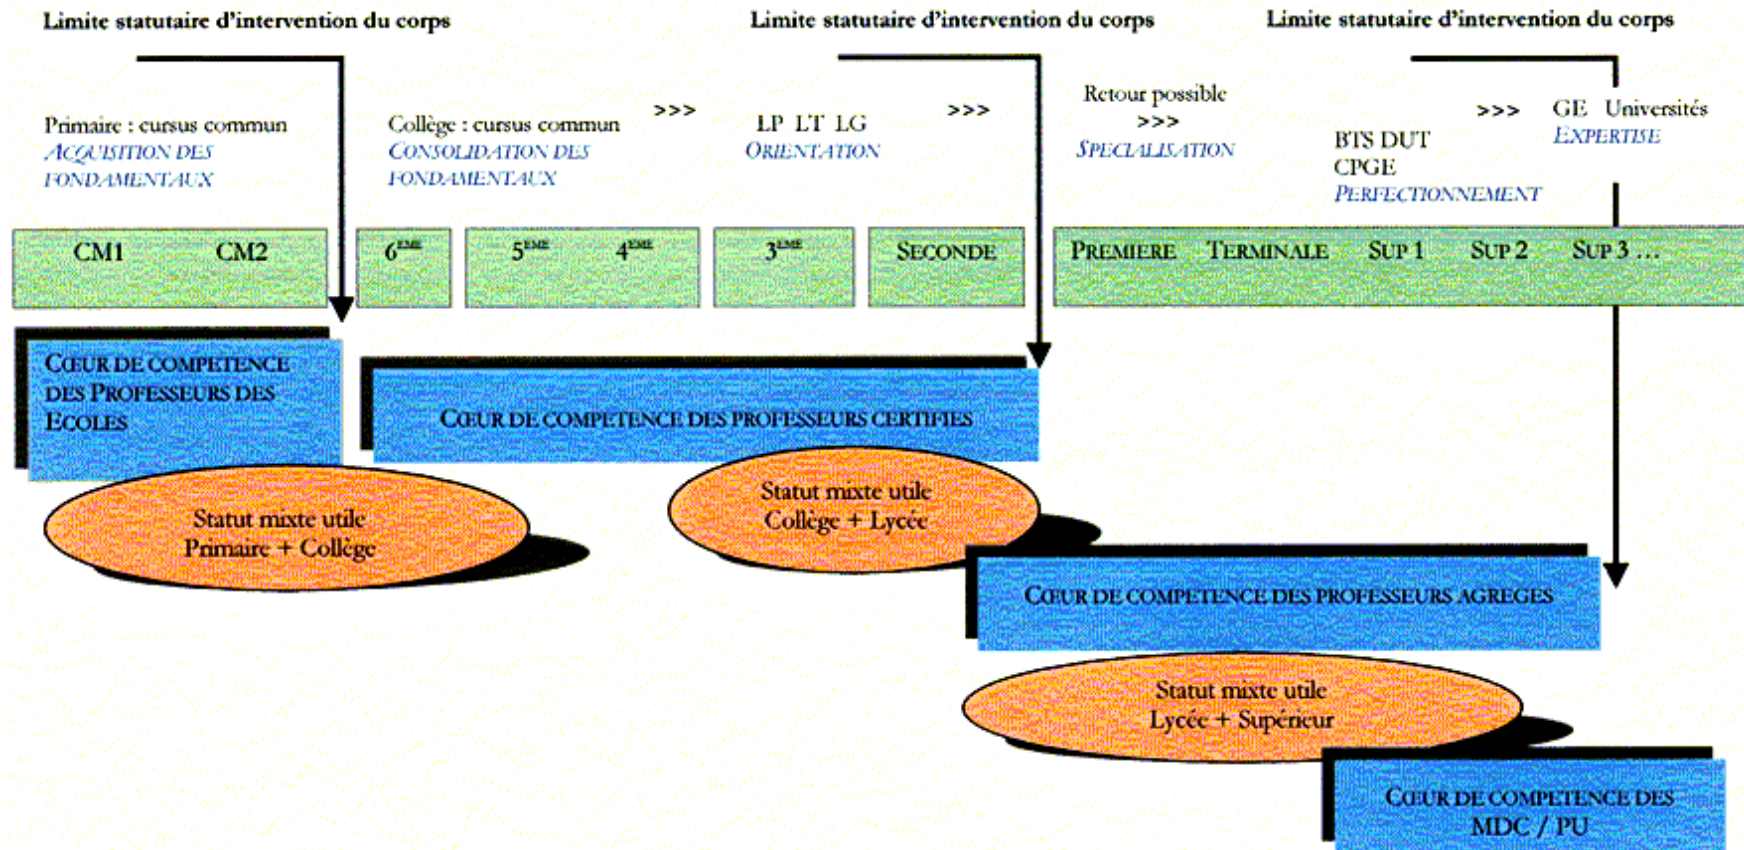 Limite statutaire d'intervention du corps
Limite statutaire d'intervention du corps
Limite statutaire d'intervention du corps
Primaire : cursus commun
ACQUISITION DES
FONDAMENTAUX
Collège : cursus commun
CONSOLIDATION DES
FONDAMENTAUX
>>>
LP LT LG
ORIENTATION
>>>
Retour possible
>>>
SPECIALISATION
BTS DUT
CPGE
PERFECTIONNEMENT
>>>
GE Universités
EXPERTISE
CM1 CM2 6EME 5EME 4EME 3EME SECONDE PREMIERE TERMINALE SUP 1 SUP 2 SUP 3 …
CŒUR DE COMPETENCE
DES PROFESSEURS DES
ECOLES
CŒUR DE COMPETENCE DES PROFESSEURS CERTIFIES
Statut mixte utile
Primaire + Collège
Statut mixte utile
Collège + Lycée
CŒUR DE COMPETENCE DES PROFESSEURS AGREGES
Statut mixte utile
Lycée + Supérieur
CŒUR DE COMPETENCE DES
MDC / PU